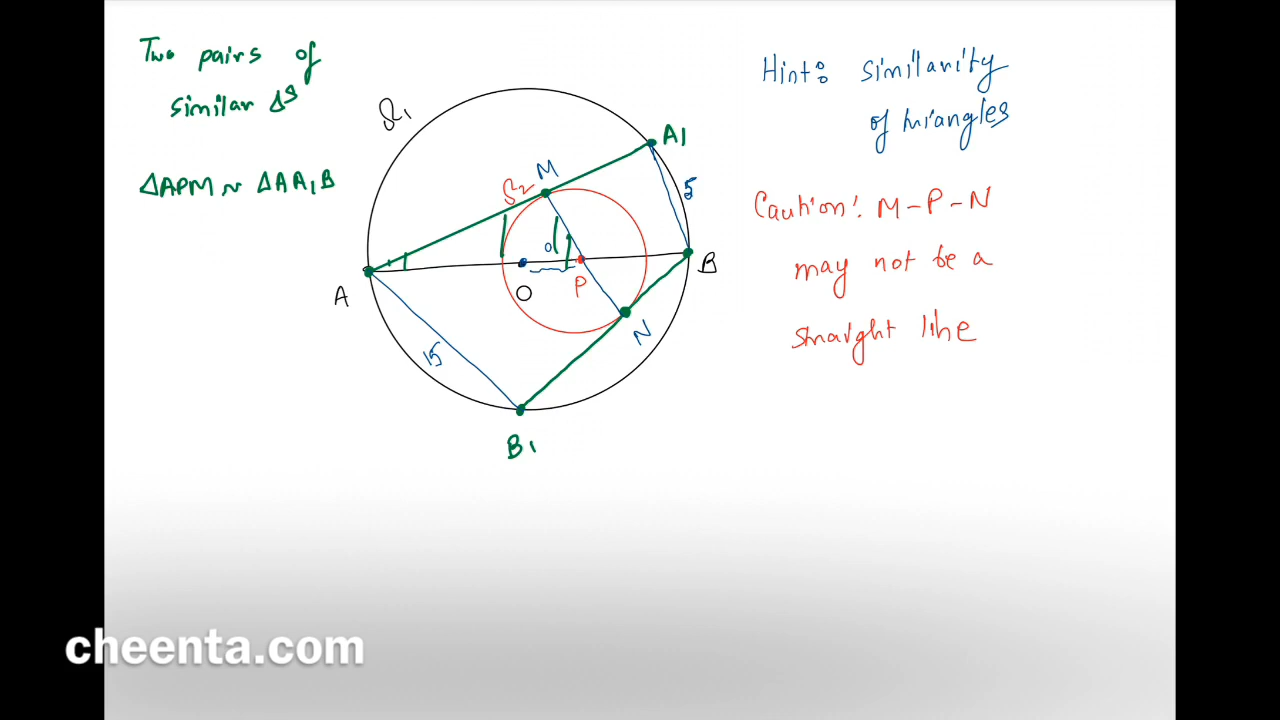 Two pairs of
similar Δs
ΔAPM ~ ΔAA1B
Hint: similarity
of triangles
Caution: M-P-N
may not be a
straight line
Ω1
A1
M
Ω2
5
O
B
A
P
N
15
B1
cheenta.com